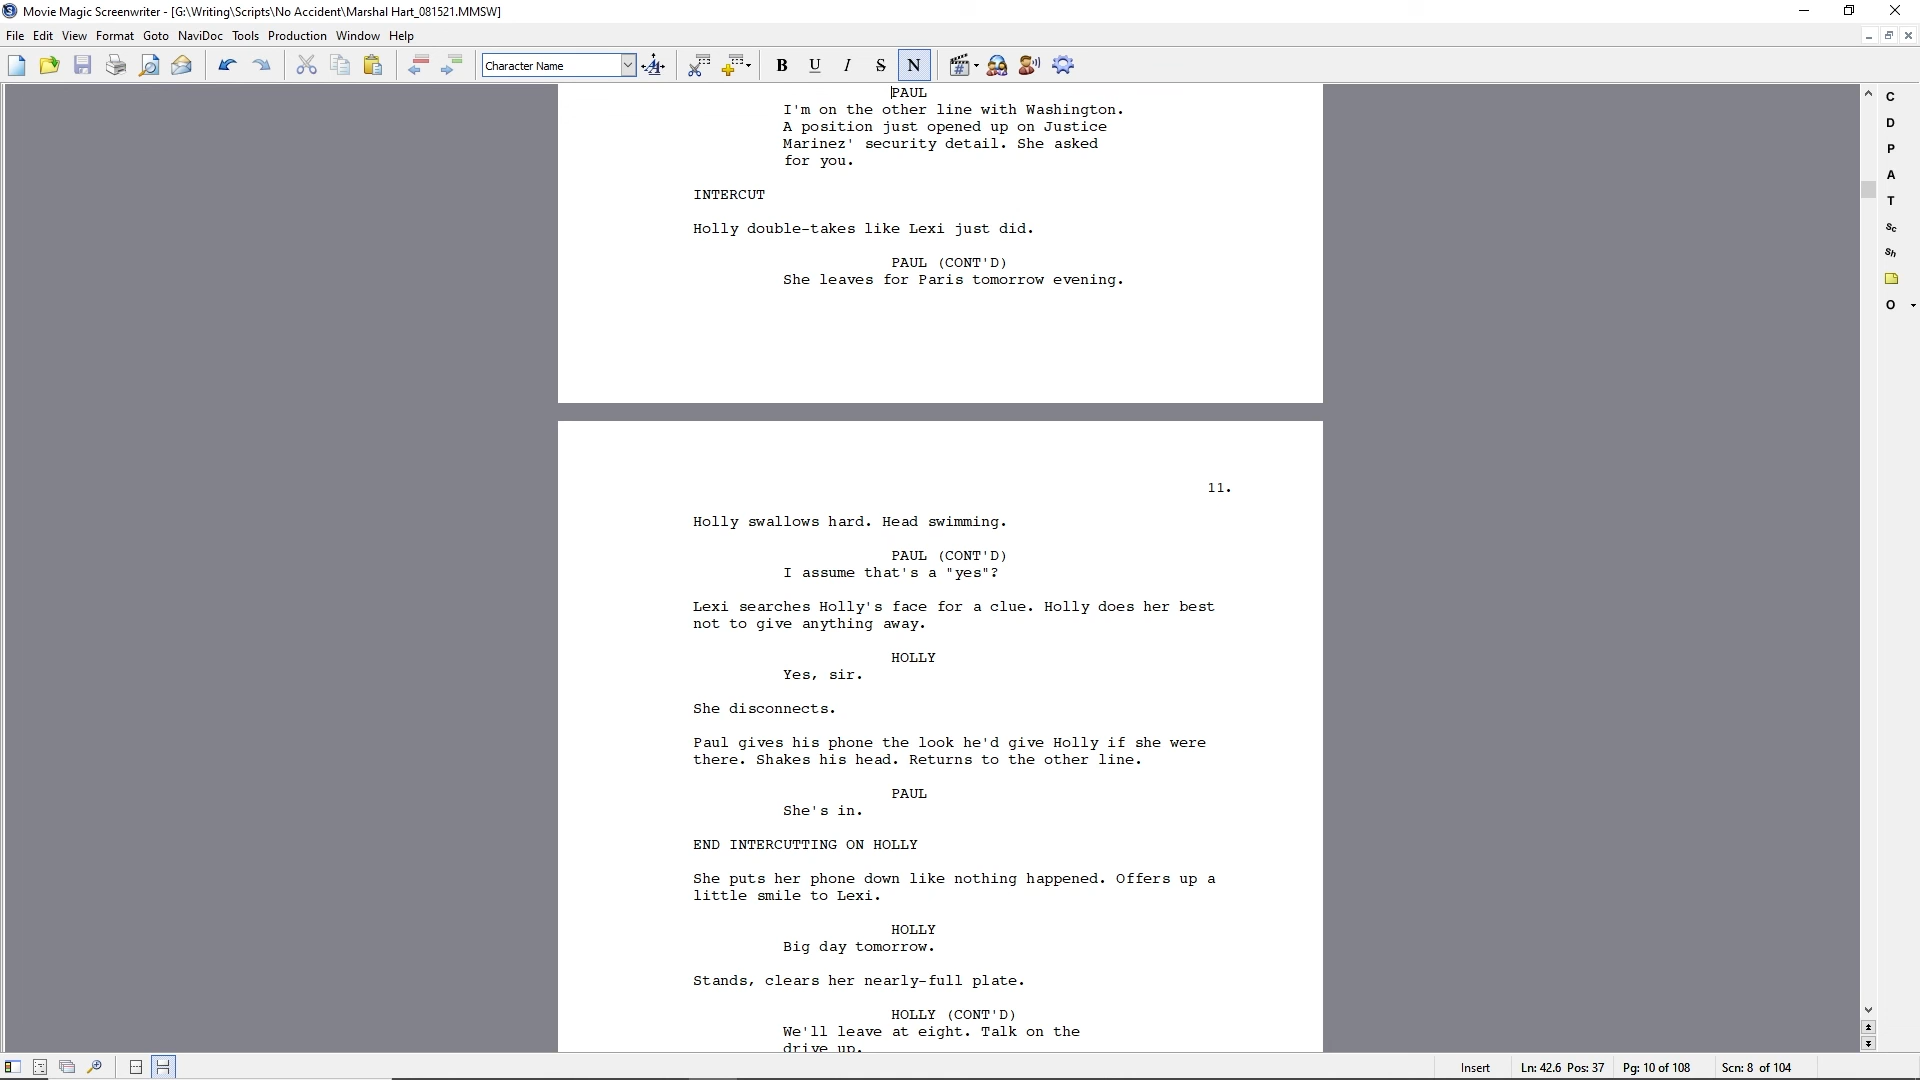 Movie Magic Screenwriter - [G:\Writing\Scripts\No Accident\Marshal Hart_081521.MMSW]
File Edit View Format Goto NaviDoc Tools Production Window Help
Character Name
B U I S N
C
D
P
A
T
Sc
Sh
O
PAUL
I'm on the other line with Washington.
A position just opened up on Justice
Marinez' security detail. She asked
for you.
INTERCUT
Holly double-takes like Lexi just did.
PAUL (CONT'D)
She leaves for Paris tomorrow evening.
11.
Holly swallows hard. Head swimming.
PAUL (CONT'D)
I assume that's a "yes"?
Lexi searches Holly's face for a clue. Holly does her best
not to give anything away.
HOLLY
Yes, sir.
She disconnects.
Paul gives his phone the look he'd give Holly if she were
there. Shakes his head. Returns to the other line.
PAUL
She's in.
END INTERCUTTING ON HOLLY
She puts her phone down like nothing happened. Offers up a
little smile to Lexi.
HOLLY
Big day tomorrow.
Stands, clears her nearly-full plate.
HOLLY (CONT'D)
We'll leave at eight. Talk on the
drive up.
Insert Ln: 42.6 Pos: 37 Pg: 10 of 108 Scn: 8 of 104